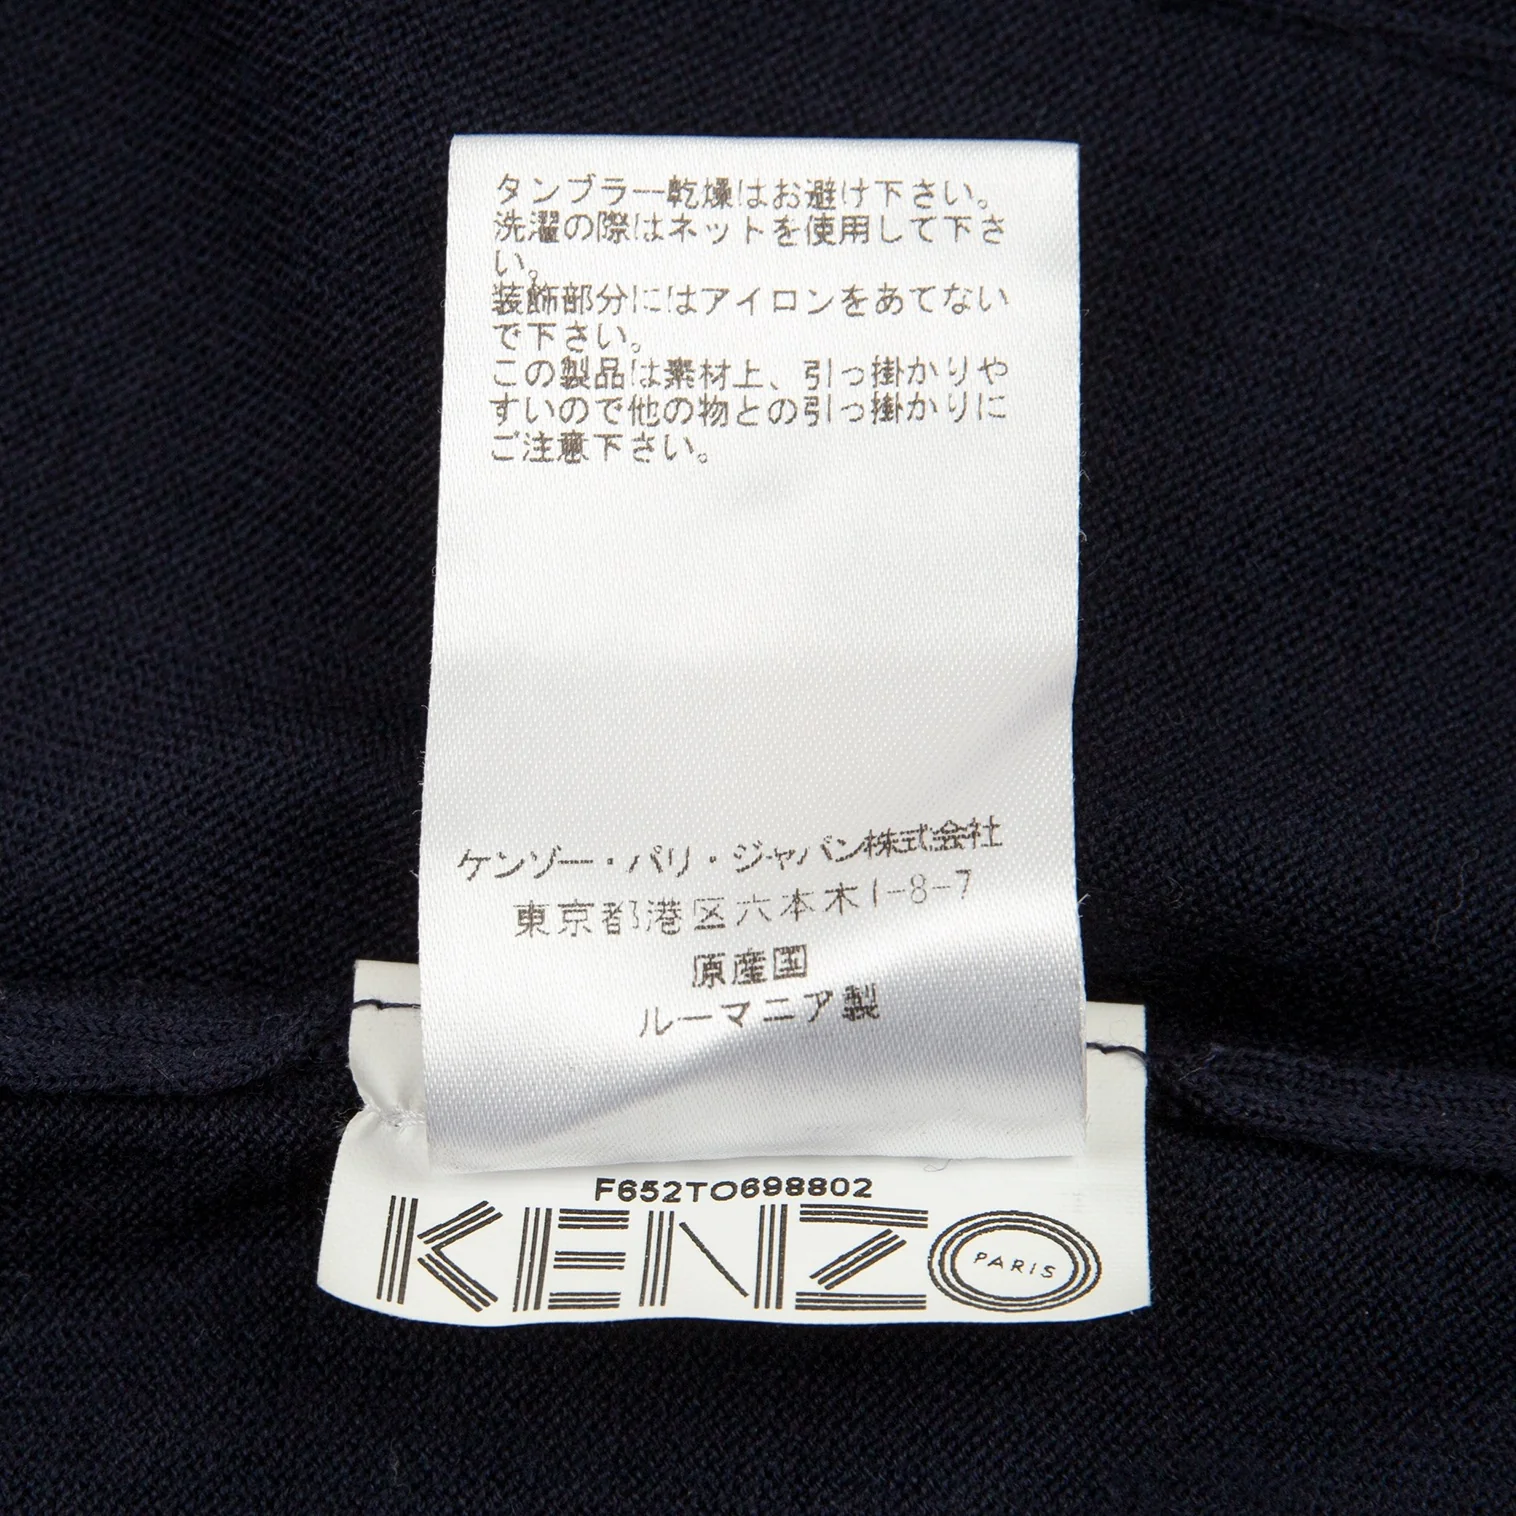 タンブラー乾燥はお避け下さい。
洗濯の際はネットを使用して下さ
い。
装飾部分にはアイロンをあてない
で下さい。
この製品は素材上、引っ掛かりや
すいので他の物との引っ掛かりに
ご注意下さい。
ケンゾー・パリ・ジャパン株式会社
東京都港区六本木1-8-7
原産国
ルーマニア製
F652TO698802
KENZO
PARIS